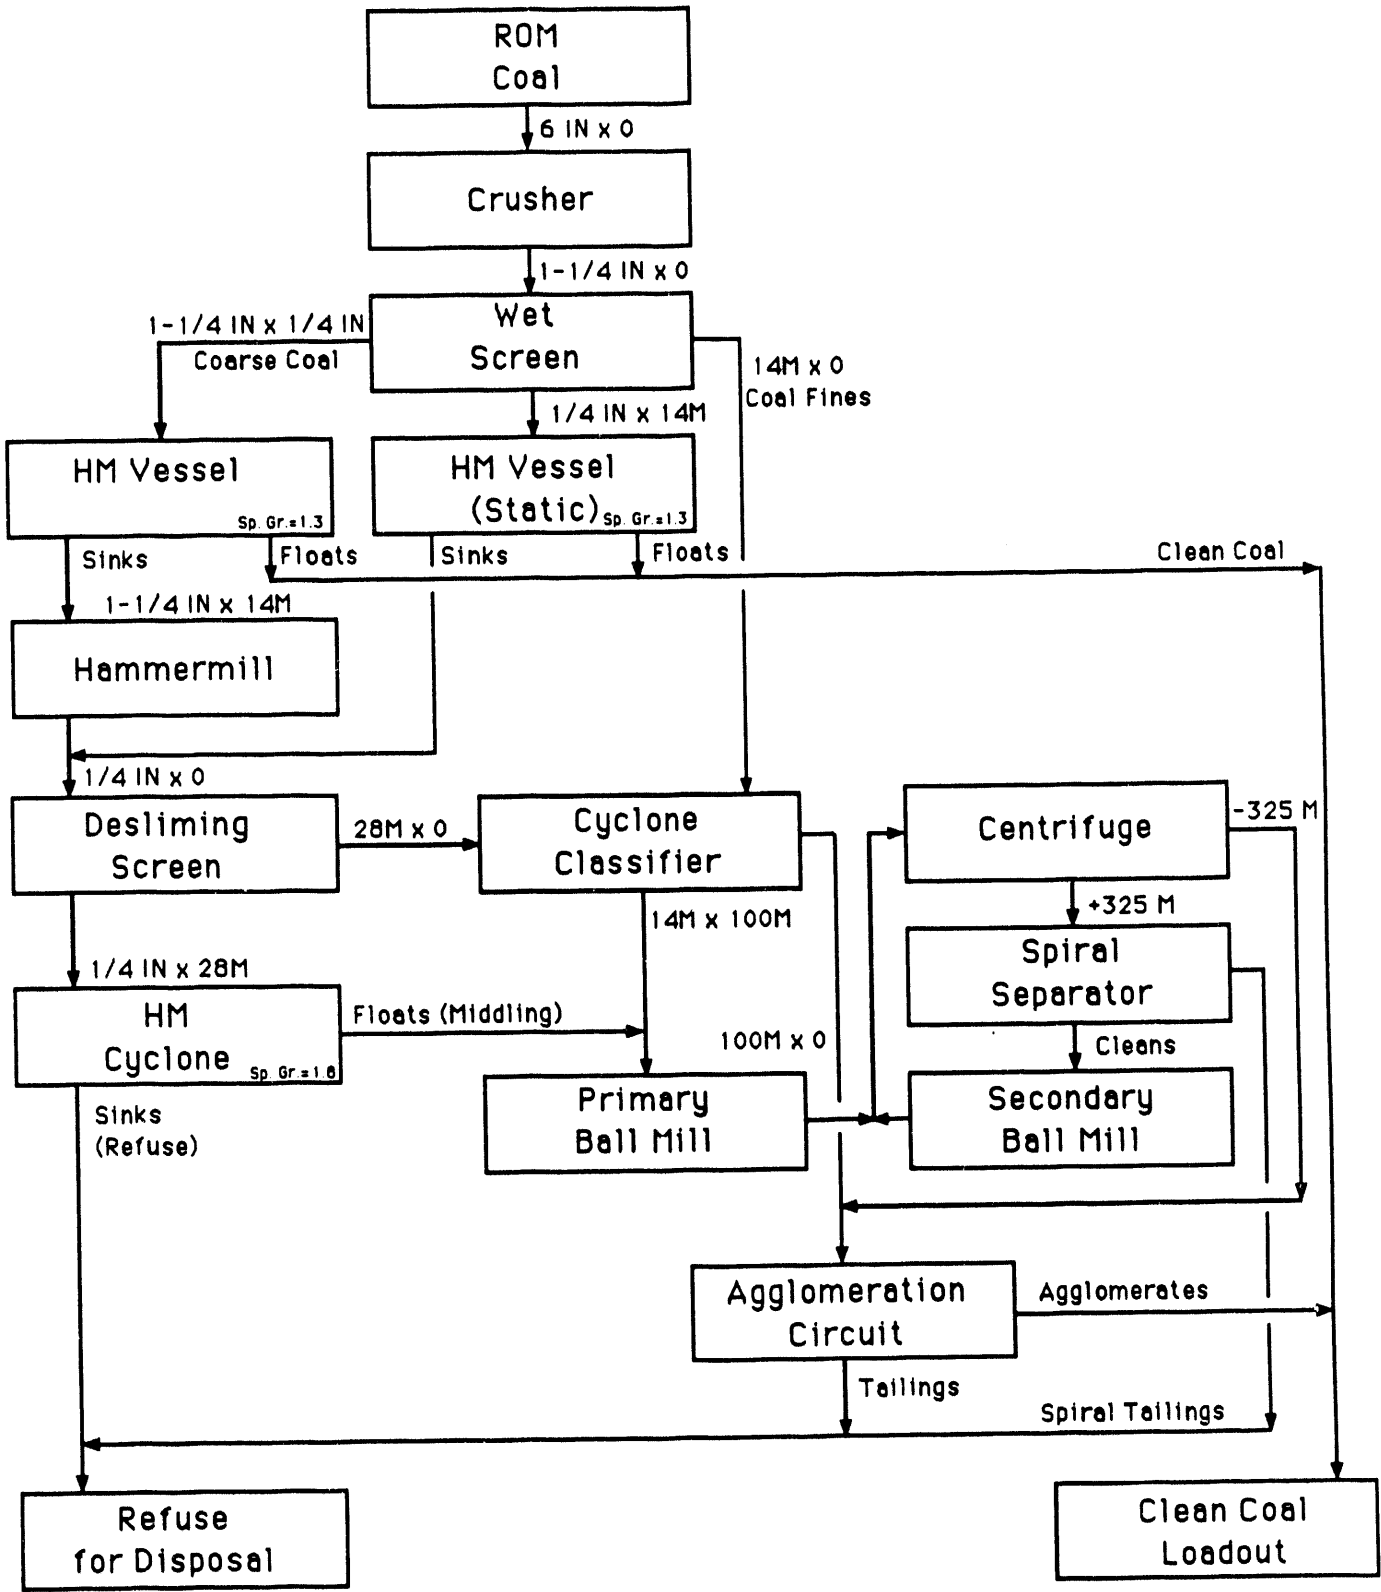 ROM
Coal
6 IN x 0
Crusher
1-1/4 IN x 0
Wet
Screen
1-1/4 IN x 1/4 IN
Coarse Coal
14M x 0
Coal Fines
1/4 IN x 14M
HM Vessel
Sp. Gr.=1.3
HM Vessel
(Static)
Sp. Gr.=1.3
Sinks
Floats
Sinks
Floats
Clean Coal
1-1/4 IN x 14M
Hammermill
1/4 IN x 0
Desliming
Screen
28M x 0
Cyclone
Classifier
Centrifuge
-325 M
+325 M
14M x 100M
Spiral
Separator
1/4 IN x 28M
HM
Cyclone
Floats (Middling)
100M x 0
Cleans
Sinks
(Refuse)
Primary
Ball Mill
Secondary
Ball Mill
Agglomeration
Circuit
Agglomerates
Tailings
Spiral Tailings
Refuse
for Disposal
Clean Coal
Loadout